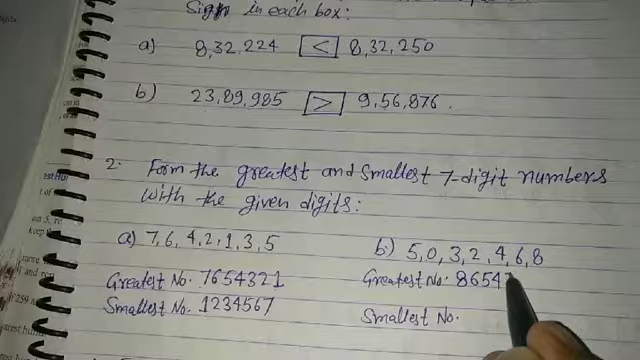 Sign in each box:
a) 8,32,224 < 8,32,250
b) 23,89,985 > 9,56,876.
2. Form the greatest and smallest 7-digit numbers
with the given digits:
a) 7,6,4,2,1,3,5
b) 5,0,3,2,4,6,8
Greatest No. 7654321
Greatest No. 8654
Smallest No. 1234567
Smallest No.